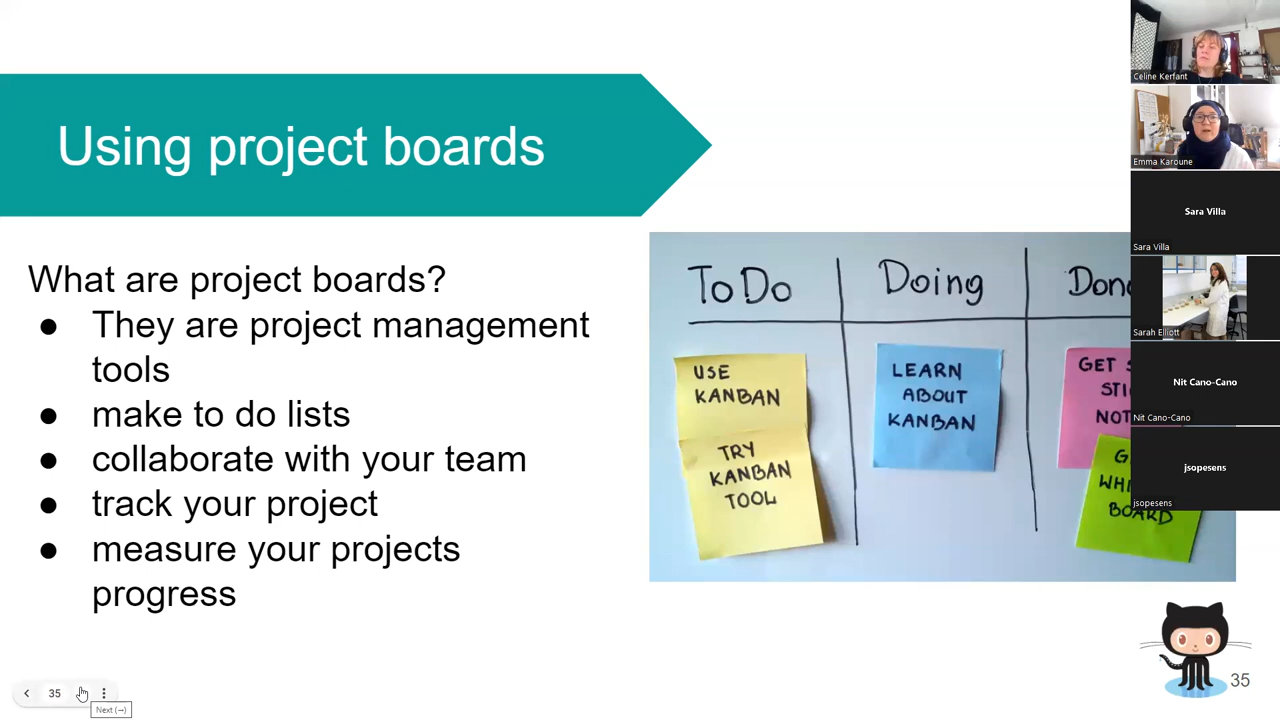 Using project boards
What are project boards?
● They are project management
tools
● make to do lists
● collaborate with your team
● track your project
● measure your projects
progress
To Do
Doing
USE
KANBAN
TRY
KANBAN
TOOL
LEARN
ABOUT
KANBAN
GET
NOT
BOARD
Celine Kerfant
Emma Karoune
Sara Villa
Sara Villa
Sarah Elliott
Nit Cano-Cano
Nit Cano-Cano
jsopesens
jsopesens
35
35
Next (→)